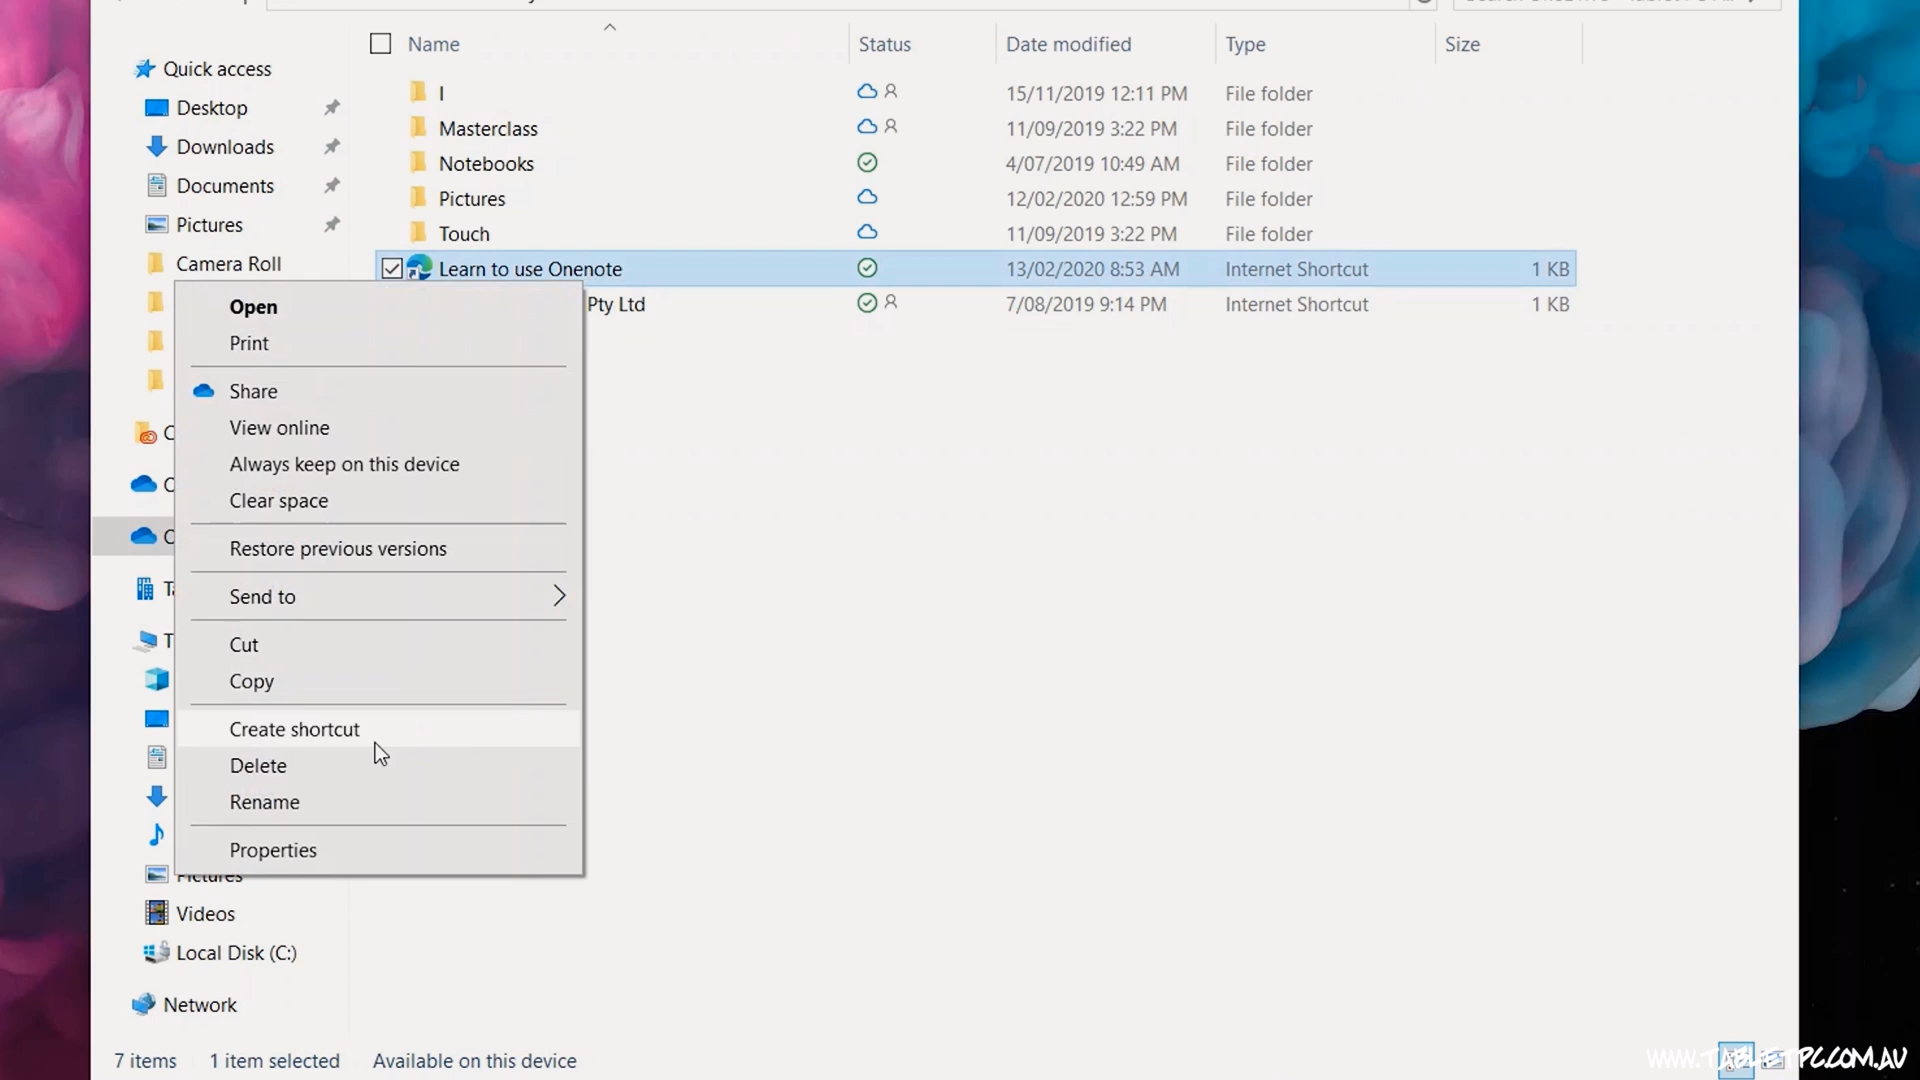 Name
Status
Date modified
Type
Size
Quick access
Desktop
Downloads
Documents
Pictures
Camera Roll
I
15/11/2019 12:11 PM
File folder
Masterclass
11/09/2019 3:22 PM
File folder
Notebooks
4/07/2019 10:49 AM
File folder
Pictures
12/02/2020 12:59 PM
File folder
Touch
11/09/2019 3:22 PM
File folder
Learn to use Onenote
13/02/2020 8:53 AM
Internet Shortcut
1 KB
Pty Ltd
7/08/2019 9:14 PM
Internet Shortcut
1 KB
Open
Print
Share
View online
Always keep on this device
Clear space
Restore previous versions
Send to
Cut
Copy
Create shortcut
Delete
Rename
Properties
Pictures
Videos
Local Disk (C:)
Network
7 items
1 item selected
Available on this device
WWW.TABLETPC.COM.AU